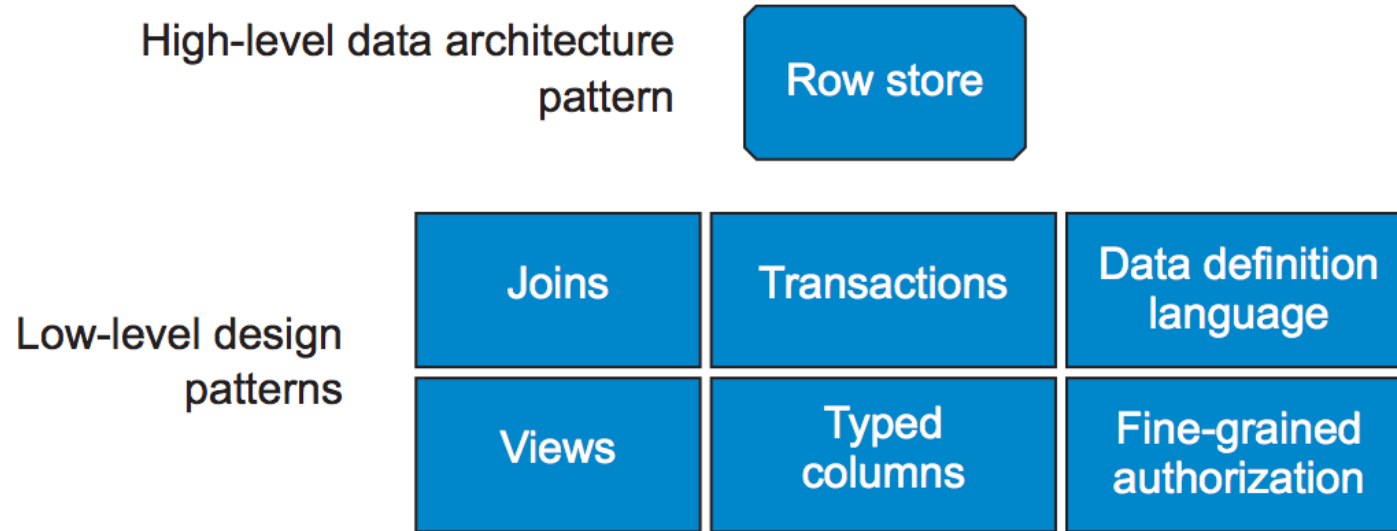 High-level data architecture
pattern
Row store
Low-level design
patterns
Joins
Transactions
Data definition
language
Views
Typed
columns
Fine-grained
authorization